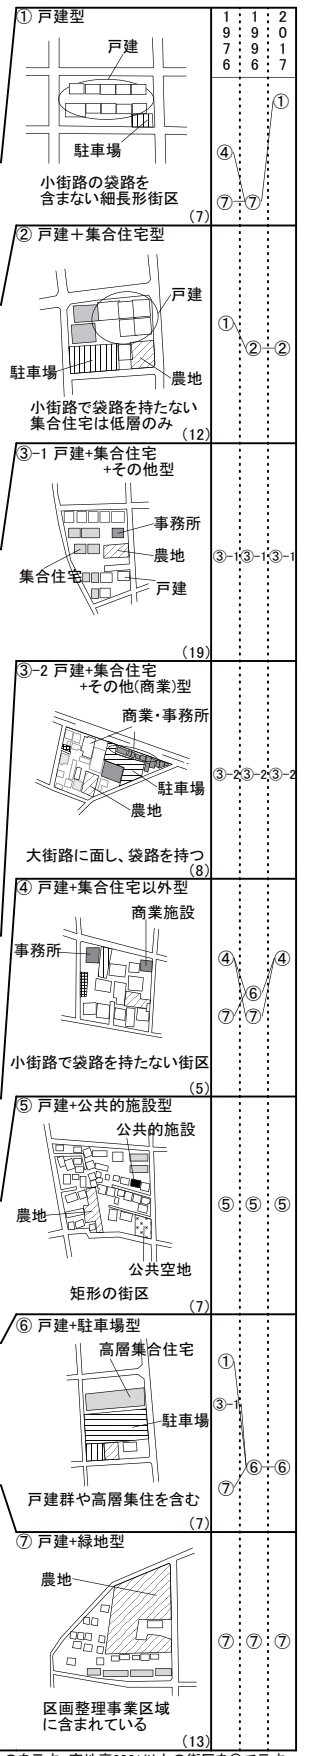 ① 戸建型
戸建
駐車場
小街路の袋路を
含まない細長形街区
(7)
1976
1996
2017
①
④
⑦
⑦
② 戸建＋集合住宅型
戸建
駐車場
農地
小街路で袋路を持たない
集合住宅は低層のみ
(12)
①
②
②
③-1 戸建+集合住宅
+その他型
事務所
農地
集合住宅
戸建
(19)
③-1
③-1
③-1
③-2 戸建+集合住宅
+その他(商業)型
商業・事務所
駐車場
農地
大街路に面し、袋路を持つ
(8)
③-2
③-2
③-2
④ 戸建+集合住宅以外型
商業施設
事務所
小街路で袋路を持たない街区
(5)
④
④
⑥
⑦
⑦
⑤ 戸建+公共的施設型
公共的施設
農地
公共空地
矩形の街区
(7)
⑤
⑤
⑤
⑥ 戸建+駐車場型
高層集合住宅
駐車場
戸建群や高層集住を含む
(7)
①
③-1
⑥
⑥
⑦
⑦ 戸建+緑地型
農地
区画整理事業区域
に含まれている
(13)
⑦
⑦
⑦